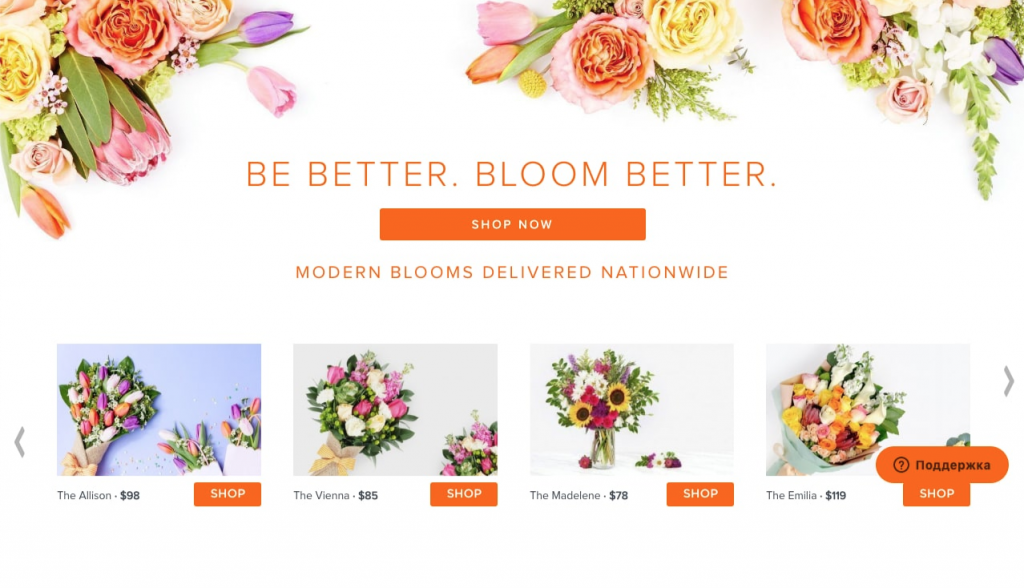 BE BETTER. BLOOM BETTER.
SHOP NOW
MODERN BLOOMS DELIVERED NATIONWIDE
The Allison · $98
SHOP
The Vienna · $85
SHOP
The Madelene · $78
SHOP
The Emilia · $119
SHOP
Поддержка